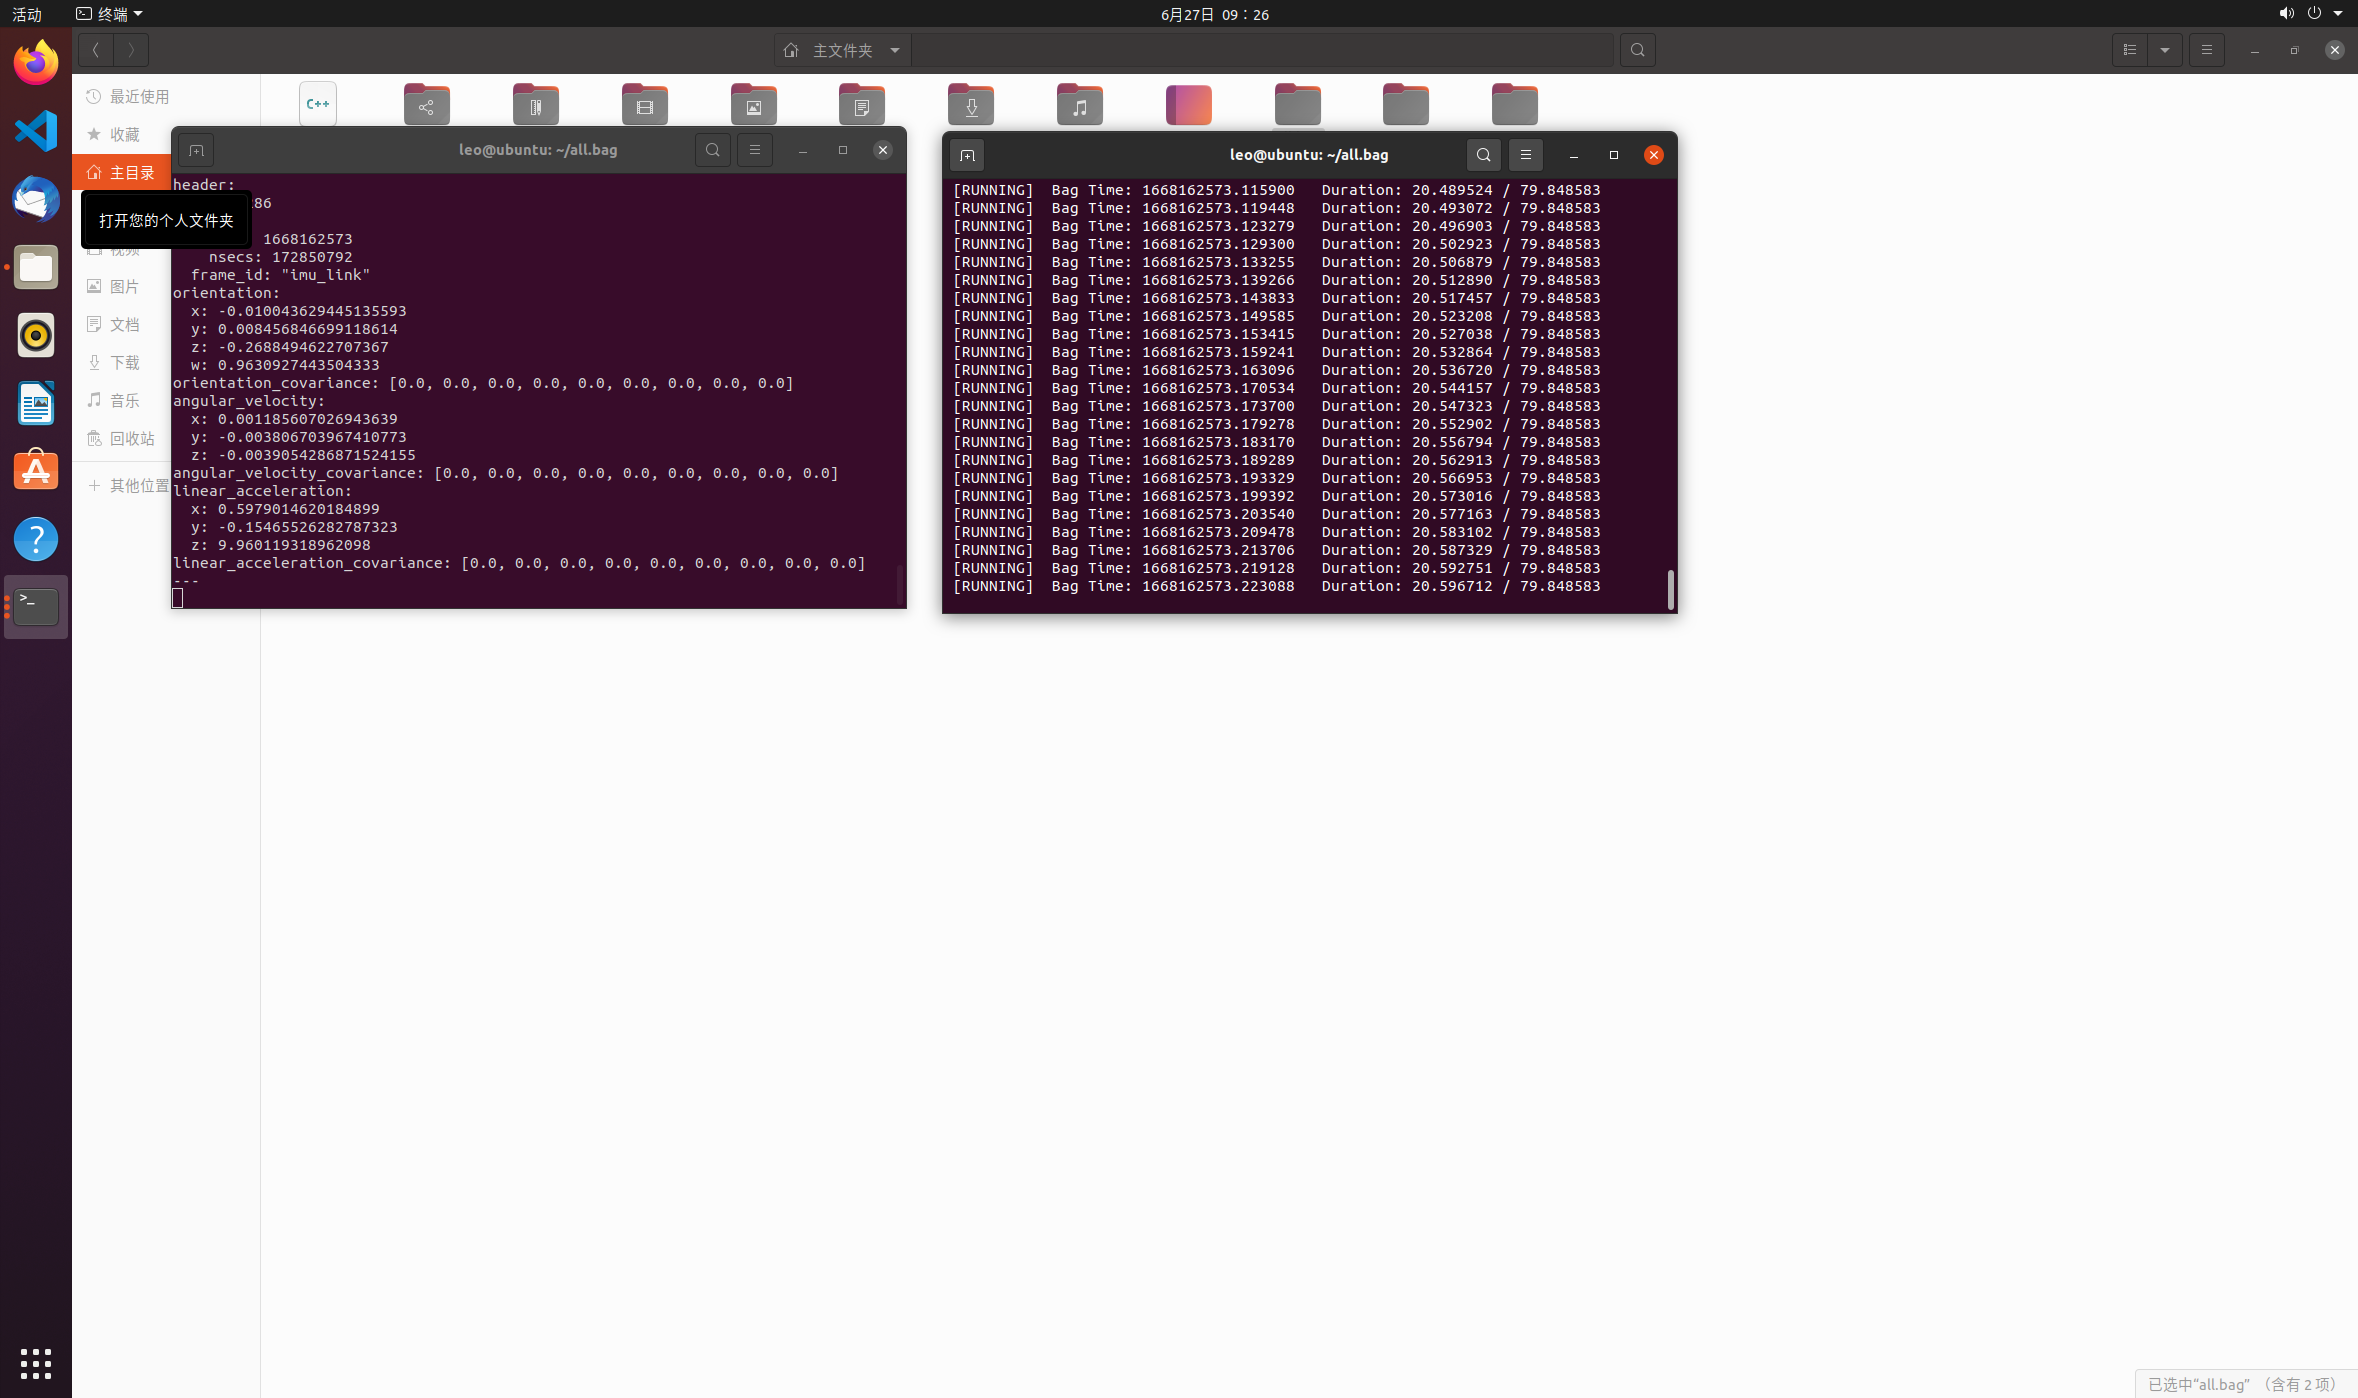 活动
终端
6月27日 09：26
主文件夹
C++
最近使用
收藏
主目录
打开您的个人文件夹
视频
图片
文档
下载
音乐
回收站
其他位置
leo@ubuntu: ~/all.bag
header:
286
1668162573
nsecs: 172850792
frame_id: "imu_link"
orientation:
x: -0.010043629445135593
y: 0.008456846699118614
z: -0.2688494622707367
w: 0.9630927443504333
orientation_covariance: [0.0, 0.0, 0.0, 0.0, 0.0, 0.0, 0.0, 0.0, 0.0]
angular_velocity:
x: 0.001185607026943639
y: -0.003806703967410773
z: -0.0039054286871524155
angular_velocity_covariance: [0.0, 0.0, 0.0, 0.0, 0.0, 0.0, 0.0, 0.0, 0.0]
linear_acceleration:
x: 0.5979014620184899
y: -0.15465526282787323
z: 9.960119318962098
linear_acceleration_covariance: [0.0, 0.0, 0.0, 0.0, 0.0, 0.0, 0.0, 0.0, 0.0]
---
leo@ubuntu: ~/all.bag
[RUNNING]  Bag Time: 1668162573.115900   Duration: 20.489524 / 79.848583
[RUNNING]  Bag Time: 1668162573.119448   Duration: 20.493072 / 79.848583
[RUNNING]  Bag Time: 1668162573.123279   Duration: 20.496903 / 79.848583
[RUNNING]  Bag Time: 1668162573.129300   Duration: 20.502923 / 79.848583
[RUNNING]  Bag Time: 1668162573.133255   Duration: 20.506879 / 79.848583
[RUNNING]  Bag Time: 1668162573.139266   Duration: 20.512890 / 79.848583
[RUNNING]  Bag Time: 1668162573.143833   Duration: 20.517457 / 79.848583
[RUNNING]  Bag Time: 1668162573.149585   Duration: 20.523208 / 79.848583
[RUNNING]  Bag Time: 1668162573.153415   Duration: 20.527038 / 79.848583
[RUNNING]  Bag Time: 1668162573.159241   Duration: 20.532864 / 79.848583
[RUNNING]  Bag Time: 1668162573.163096   Duration: 20.536720 / 79.848583
[RUNNING]  Bag Time: 1668162573.170534   Duration: 20.544157 / 79.848583
[RUNNING]  Bag Time: 1668162573.173700   Duration: 20.547323 / 79.848583
[RUNNING]  Bag Time: 1668162573.179278   Duration: 20.552902 / 79.848583
[RUNNING]  Bag Time: 1668162573.183170   Duration: 20.556794 / 79.848583
[RUNNING]  Bag Time: 1668162573.189289   Duration: 20.562913 / 79.848583
[RUNNING]  Bag Time: 1668162573.193329   Duration: 20.566953 / 79.848583
[RUNNING]  Bag Time: 1668162573.199392   Duration: 20.573016 / 79.848583
[RUNNING]  Bag Time: 1668162573.203540   Duration: 20.577163 / 79.848583
[RUNNING]  Bag Time: 1668162573.209478   Duration: 20.583102 / 79.848583
[RUNNING]  Bag Time: 1668162573.213706   Duration: 20.587329 / 79.848583
[RUNNING]  Bag Time: 1668162573.219128   Duration: 20.592751 / 79.848583
[RUNNING]  Bag Time: 1668162573.223088   Duration: 20.596712 / 79.848583
已选中“all.bag” （含有 2 项）